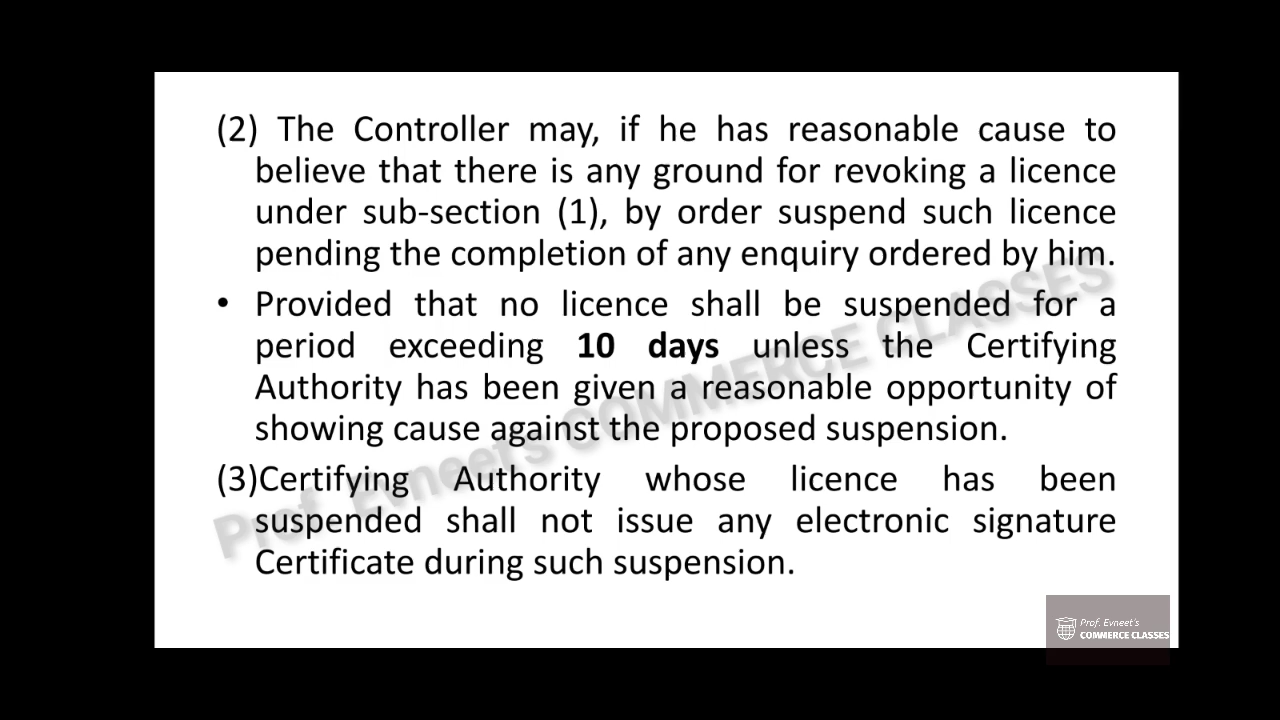 (2) The Controller may, if he has reasonable cause to
believe that there is any ground for revoking a licence
under sub-section (1), by order suspend such licence
pending the completion of any enquiry ordered by him.
• Provided that no licence shall be suspended for a
period exceeding 10 days unless the Certifying
Authority has been given a reasonable opportunity of
showing cause against the proposed suspension.
(3)Certifying Authority whose licence has been
suspended shall not issue any electronic signature
Certificate during such suspension.
Prof. Evneet's COMMERCE CLASSES
Prof. Evneet's
COMMERCE CLASSES